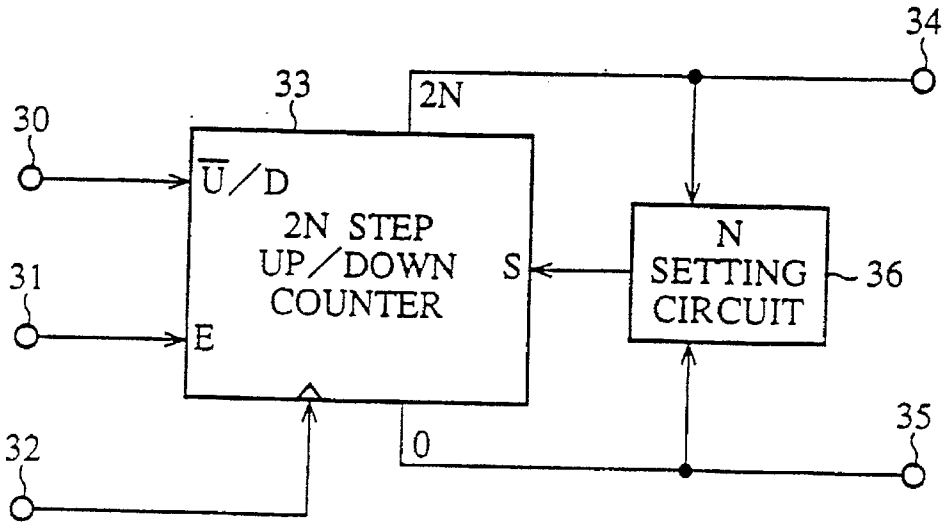 34
33
2N
30
U̅/D
2N STEP
UP/DOWN
COUNTER
S
N
SETTING
CIRCUIT
36
31
E
0
35
32